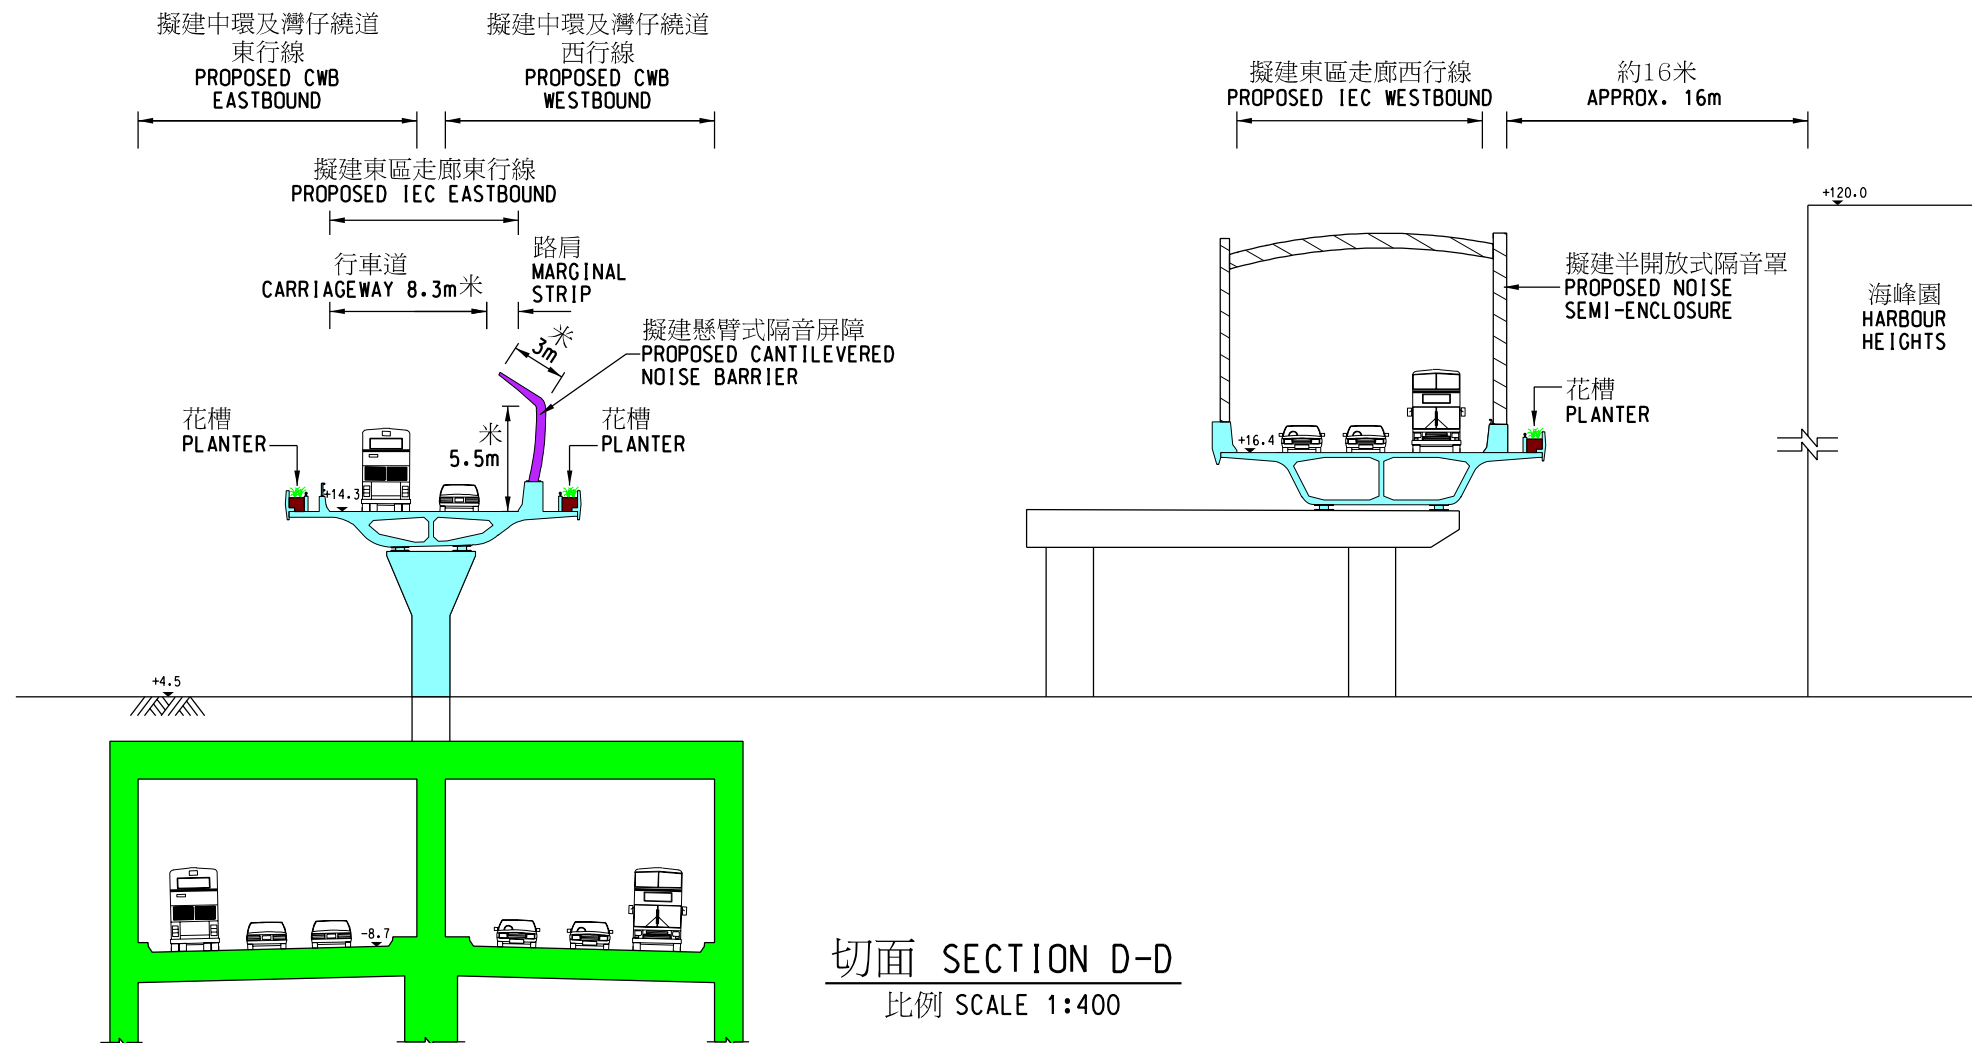 擬建中環及灣仔繞道
東行線
PROPOSED CWB
EASTBOUND
擬建中環及灣仔繞道
西行線
PROPOSED CWB
WESTBOUND
擬建東區走廊東行線
PROPOSED IEC EASTBOUND
行車道
CARRIAGEWAY 8.3m米
路肩
MARGINAL
STRIP
米
3m
擬建懸臂式隔音屏障
PROPOSED CANTILEVERED
NOISE BARRIER
花槽
PLANTER
米
5.5m
花槽
PLANTER
+14.3
+4.5
-8.7
擬建東區走廊西行線
PROPOSED IEC WESTBOUND
約16米
APPROX. 16m
+120.0
擬建半開放式隔音罩
PROPOSED NOISE
SEMI-ENCLOSURE
海峰園
HARBOUR
HEIGHTS
花槽
PLANTER
+16.4
切面 SECTION D-D
比例 SCALE 1:400